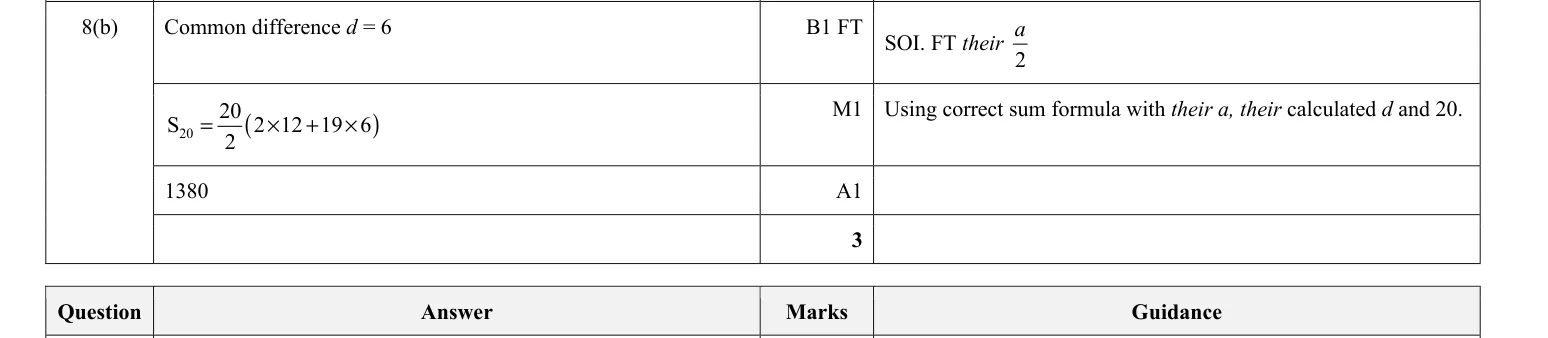 8(b) Common difference d = 6 B1 FT SOI. FT their a/2
S₂₀ = 20/2 (2×12+19×6) M1 Using correct sum formula with their a, their calculated d and 20.
1380 A1
3
Question Answer Marks Guidance